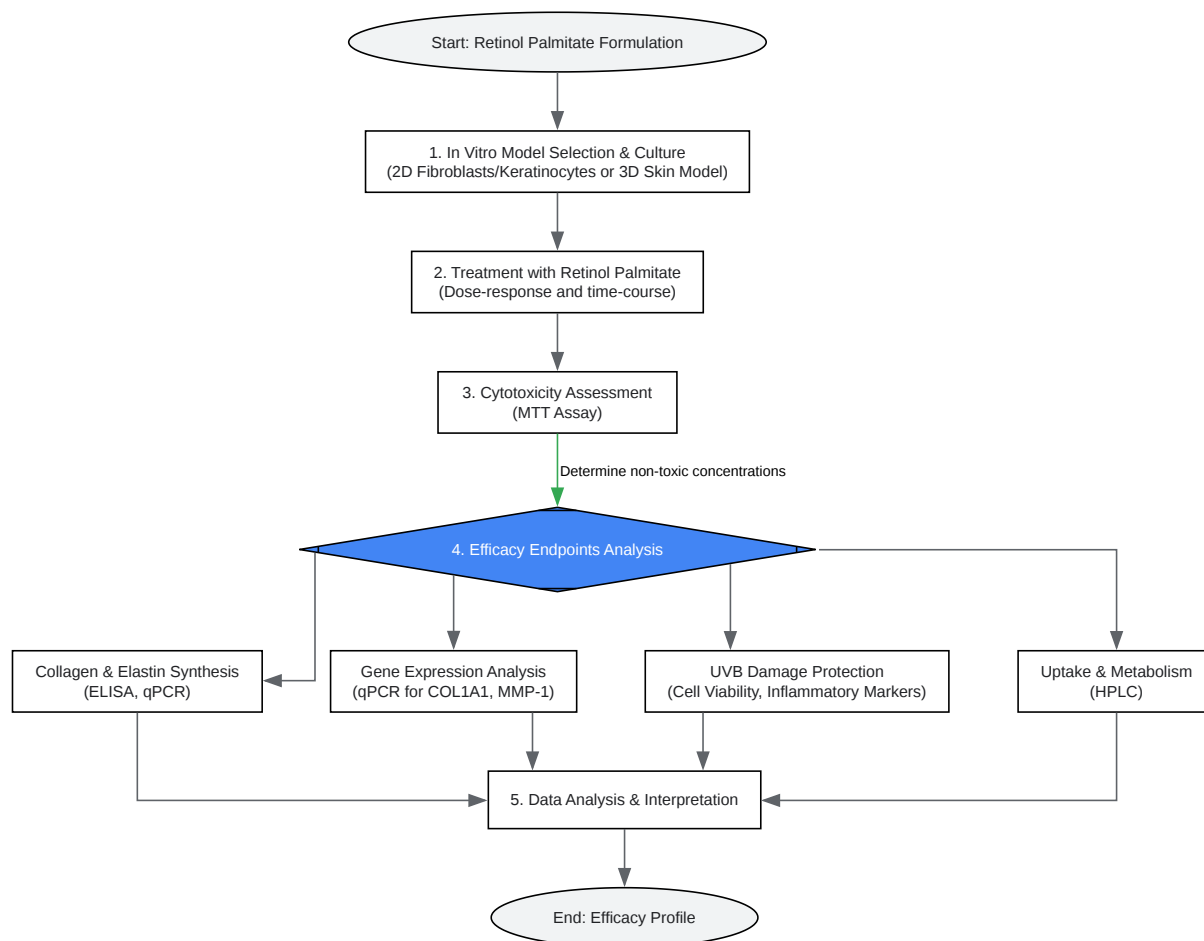 Start: Retinol Palmitate Formulation
1. In Vitro Model Selection & Culture
(2D Fibroblasts/Keratinocytes or 3D Skin Model)
2. Treatment with Retinol Palmitate
(Dose-response and time-course)
3. Cytotoxicity Assessment
(MTT Assay)
Determine non-toxic concentrations
4. Efficacy Endpoints Analysis
Collagen & Elastin Synthesis
(ELISA, qPCR)
Gene Expression Analysis
(qPCR for COL1A1, MMP-1)
UVB Damage Protection
(Cell Viability, Inflammatory Markers)
Uptake & Metabolism
(HPLC)
5. Data Analysis & Interpretation
End: Efficacy Profile